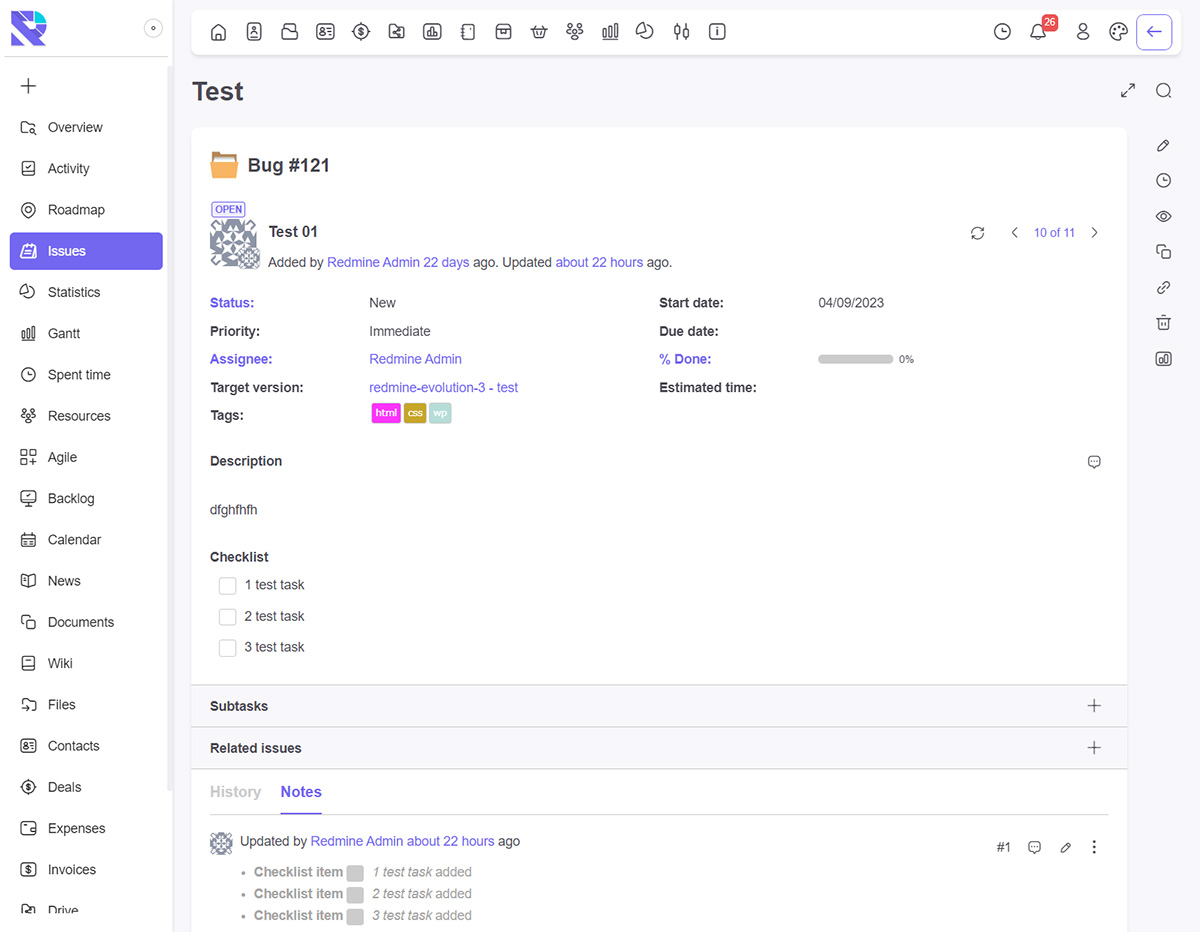 26
Test
Overview
Activity
Roadmap
Issues
Statistics
Gantt
Spent time
Resources
Agile
Backlog
Calendar
News
Documents
Wiki
Files
Contacts
Deals
Expenses
Invoices
Drive
Bug #121
OPEN
Test 01
10 of 11
Added by Redmine Admin 22 days ago. Updated about 22 hours ago.
Status: New
Start date: 04/09/2023
Priority: Immediate
Due date:
Assignee: Redmine Admin
% Done: 0%
Target version: redmine-evolution-3 - test
Estimated time:
Tags: html css wp
Description
dfghfhfh
Checklist
1 test task
2 test task
3 test task
Subtasks
Related issues
History Notes
Updated by Redmine Admin about 22 hours ago
#1
• Checklist item 1 test task added
• Checklist item 2 test task added
• Checklist item 3 test task added